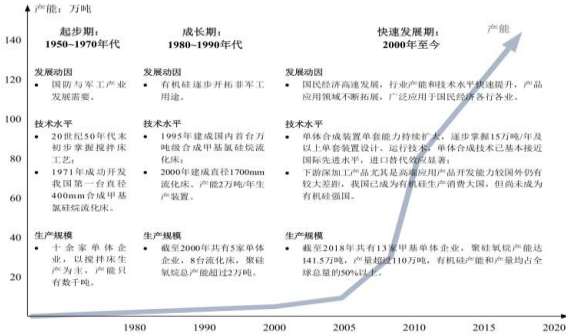 产能：万吨
140
120
100
80
60
40
20
起步期：
1950~1970年代
发展动因
• 国防与军工产业
发展需要。
技术水平
• 20世纪50年代末
初步掌握搅拌床
工艺；
• 1971年成功开发
我国第一台直径
400mm合成甲基
氯硅烷流化床。
生产规模
• 十余家单体企
业，以搅拌床生
产为主，产能只
有数千吨。
成长期：
1980~1990年代
发展动因
• 有机硅逐步开拓非军工
用途。
技术水平
• 1995年建成国内首台万
吨级合成甲基氯硅烷流
化床；
• 2000年建成直径1700mm
流化床、产能2万吨/年生
产装置。
生产规模
• 截至2000共有5家单体
企业，8台流化床，聚硅
氧烷总产能超过2万吨。
快速发展期：
2000年至今
产能
发展动因
• 国民经济高速发展，行业产能和技术水平快速提升，产品
应用领域不断拓展，广泛应用于国民经济各行各业。
技术水平
• 单体合成装置单套能力持续扩大，逐步掌握15万吨/年及
以上单套装置设计、运行技术，单体合成技术已基本接近
国际先进水平，进口替代效应显著；
• 下游深加工产品尤其是高端应用产品开发能力较国外仍有
较大差距，我国已成为有机硅生产消费大国，但尚未成为
有机硅强国。
生产规模
• 截至2018共有13家甲基单体企业，聚硅氧烷产能达
141.5万吨，产量超过110万吨，有机硅产能和产量均占全
球总量的50%以上。
1980
1990
2000
2005
2010
2015
2020